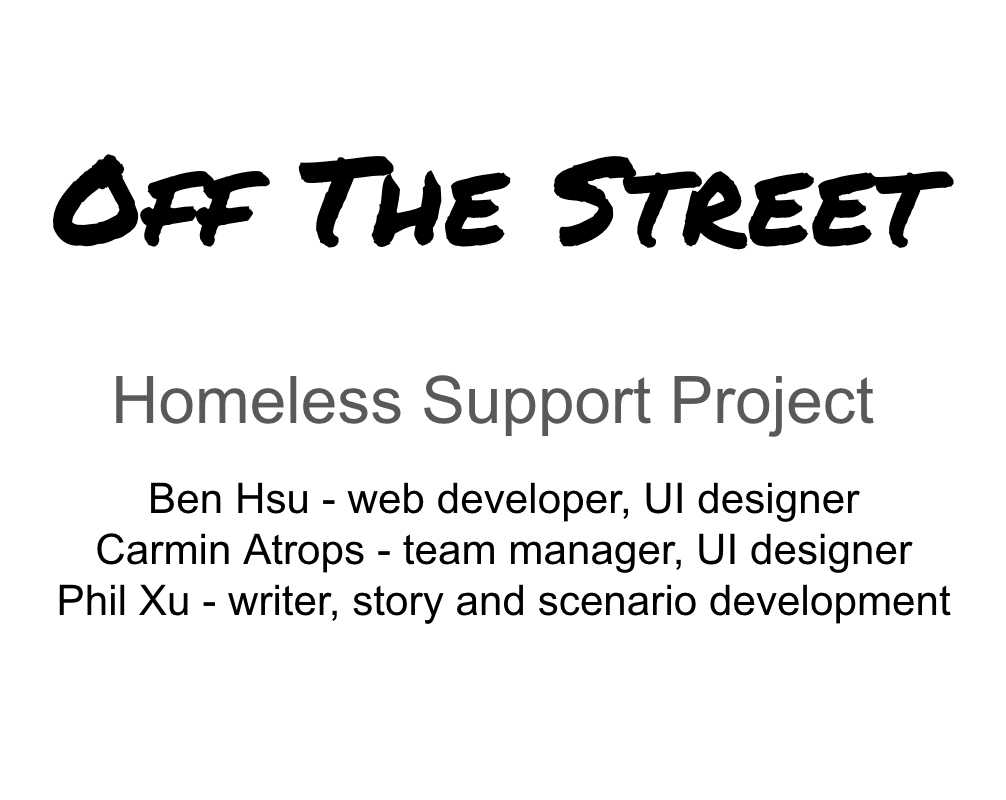 Off The Street
Homeless Support Project
Ben Hsu - web developer, UI designer
Carmin Atrops - team manager, UI designer
Phil Xu - writer, story and scenario development